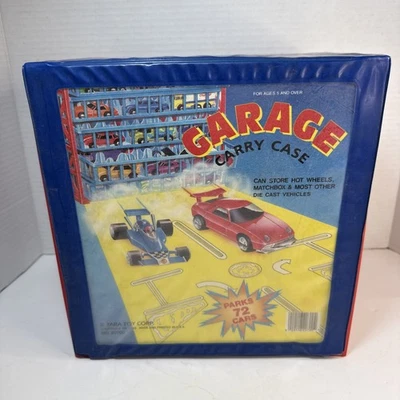 FOR AGES 3 AND OVER
GARAGE
CARRY CASE
CAN STORE HOT WHEELS,
MATCHBOX & MOST OTHER
DIE CAST VEHICLES
PARKS
72
CARS
TARA TOY CORP.